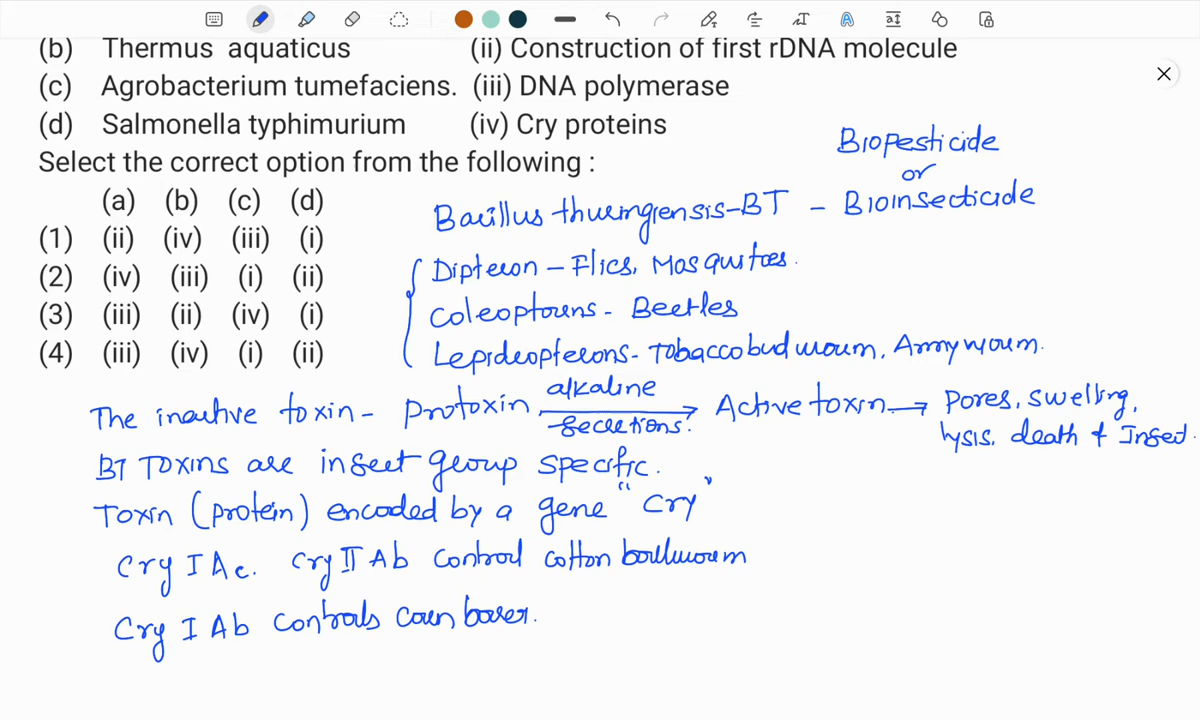 (b) Thermus aquaticus (ii) Construction of first rDNA molecule
(c) Agrobacterium tumefaciens. (iii) DNA polymerase
(d) Salmonella typhimurium (iv) Cry proteins
Select the correct option from the following :
(a) (b) (c) (d)
(1) (ii) (iv) (iii) (i)
(2) (iv) (iii) (i) (ii)
(3) (iii) (ii) (iv) (i)
(4) (iii) (iv) (i) (ii)
Biopesticide
or
Bacillus thuringiensis-BT - Bioinsecticide
Dipteron - Flies, Mosquitoes.
Coleopterens - Beetles
Lepideopterons - Tobacco budworm, Armyworm.
The inactive toxin - protoxin alkaline secretions. Active toxin → Pores, swelling,
lysis, death of Insect.
BT TOXINS are insect group specific.
Toxin (protein) encoded by a gene "Cry"
Cry I Ac. Cry II Ab control cotton bollworm
Cry I Ab controls corn borer.